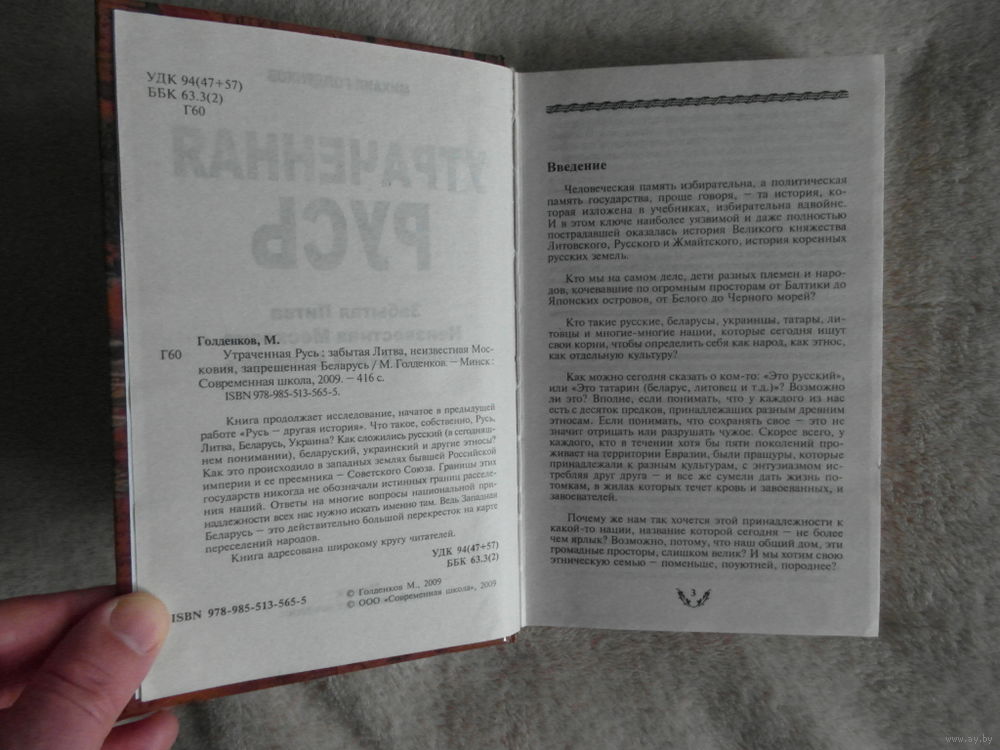 УДК 94(47+57)
ББК 63.3(2)
Г60
Голденков, М.
Г60 Утраченная Русь : забытая Литва, неизвестная Мос-
ковия, запрещенная Беларусь / М. Голденков. – Минск :
Современная школа, 2009. – 416 с.
ISBN 978-985-513-565-5.
Книга продолжает исследование, начатое в предыдущей
работе «Русь – другая история». Что такое, собственно, Русь,
Литва, Беларусь, Украина? Как сложились русский (в сегодняш-
нем понимании), беларуский, украинский и другие этносы?
Как это происходило в западных землях бывшей Российской
империи и ее преемника – Советского Союза. Границы этих
государств никогда не обозначали истинных границ расселе-
ния наций. Ответы на многие вопросы национальной при-
надлежности всех нас нужно искать именно там. Ведь Западная
Беларусь – это действительно большой перекресток на карте
переселений народов.
Книга адресована широкому кругу читателей.
УДК 94(47+57)
ББК 63.3(2)
© Голденков М., 2009
ISBN 978-985-513-565-5 © ООО «Современная школа», 2009
УТРАЧЕННАЯ
РУСЬ
Введение
Человеческая память избирательна, а политическая
память государства, проще говоря, – та история, ко-
торая изложена в учебниках, избирательна вдвойне.
И в этом ключе наиболее уязвимой и даже полностью
пострадавшей оказалась история Великого княжества
Литовского, Русского и Жмайтского, история коренных
русских земель.
Кто мы на самом деле, дети разных племен и наро-
дов, кочевавшие по огромным просторам от Балтики до
Японских островов, от Белого до Черного морей?
Кто такие русские, беларусы, украинцы, татары, ли-
товцы и многие-многие нации, которые сегодня ищут
свои корни, чтобы определить себя как народ, как этнос,
как отдельную культуру?
Как можно сегодня сказать о ком-то: «Это русский»,
или «Это татарин (беларус, литовец и т.д.)»? Возможно
ли это? Вполне, если понимать, что у каждого из нас
есть с десяток предков, принадлежащих разным древним
этносам. Если понимать, что сохранять свое – это не
значит отрицать или разрушать чужое. Скорее всего, у
каждого, кто в течении хотя бы пяти поколений про-
живает на территории Евразии, были пращуры, которые
принадлежали к разным культурам, с энтузиазмом ис-
требляя друг друга – и все же сумели дать жизнь по-
томкам, в жилах которых течет кровь и завоеванных, и
завоевателей.
Почему же нам так хочется этой принадлежности к
какой-то нации, название которой сегодня – не более
чем ярлык? Возможно, потому, что наш общий дом, эти
громадные просторы, слишком велик? И мы хотим свою
этническую семью – поменьше, поуютней, породнее?
3
www.ay.by